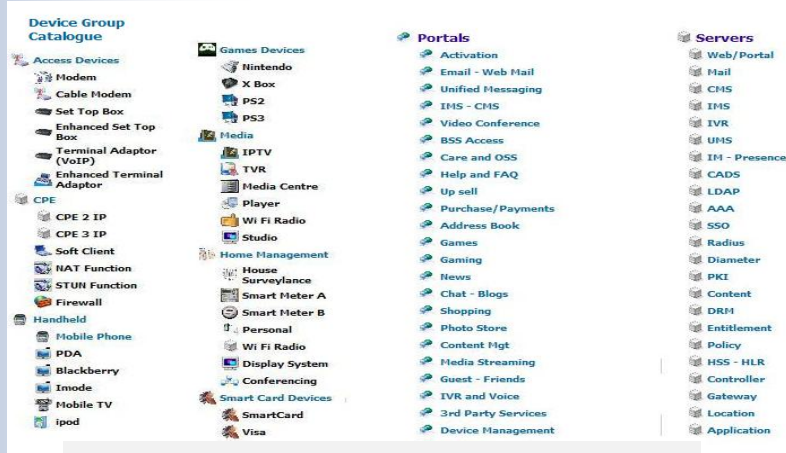 Device Group
Catalogue
Access Devices
Modem
Cable Modem
Set Top Box
Enhanced Set Top
Box
Terminal Adaptor
(VoIP)
Enhanced Terminal
Adaptor
CPE
CPE 2 IP
CPE 3 IP
Soft Client
NAT Function
STUN Function
Firewall
Handheld
Mobile Phone
PDA
Blackberry
Imode
Mobile TV
ipod
Games Devices
Nintendo
X Box
PS2
PS3
Media
IPTV
TVR
Media Centre
Player
Wi Fi Radio
Studio
Home Management
House
Surveylance
Smart Meter A
Smart Meter B
Personal
Wi Fi Radio
Display System
Conferencing
Smart Card Devices
SmartCard
Visa
Portals
Activation
Email - Web Mail
Unified Messaging
IMS - CMS
Video Conference
BSS Access
Care and OSS
Help and FAQ
Up sell
Purchase/Payments
Address Book
Games
Gaming
News
Chat - Blogs
Shopping
Photo Store
Content Mgt
Media Streaming
Guest - Friends
IVR and Voice
3rd Party Services
Device Management
Servers
Web/Portal
Mail
CMS
IMS
IVR
UMS
IM - Presence
CADS
LDAP
AAA
SSO
Radius
Diameter
PKI
Content
DRM
Entitlement
Policy
HSS - HLR
Controller
Gateway
Location
Application